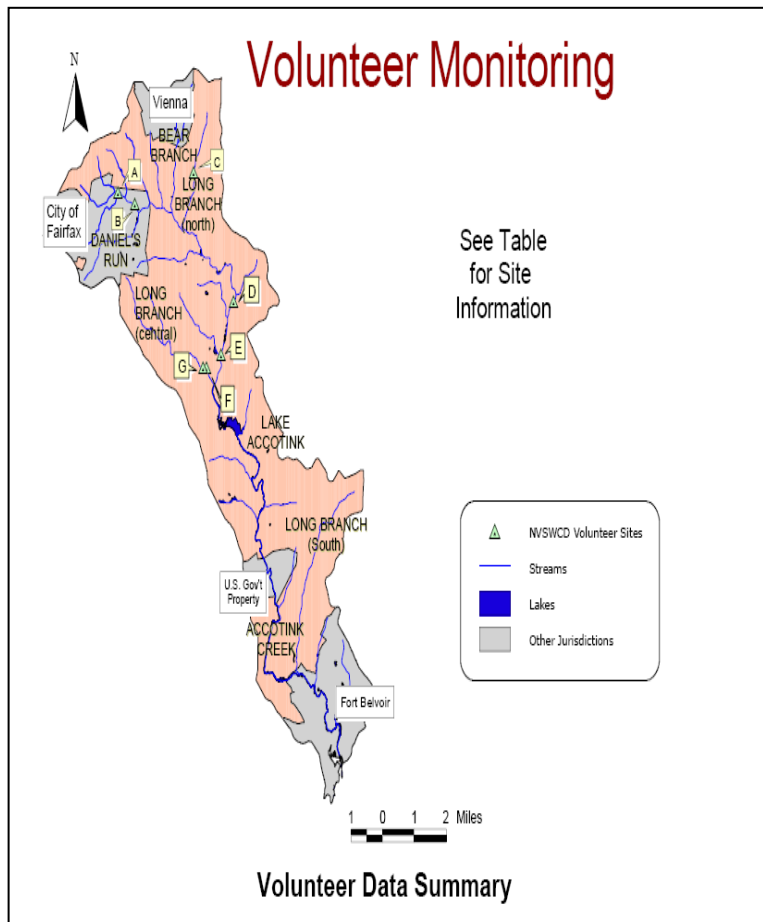 Volunteer Monitoring
N
Vienna
BEAR
BRANCH
C
A
LONG
BRANCH
(north)
City of
Fairfax
B
DANIEL'S
RUN
See Table
for Site
Information
LONG
BRANCH
(central)
D
E
G
F
LAKE
ACCOTINK
LONG BRANCH
(South)
NVSWCD Volunteer Sites
Streams
Lakes
Other Jurisdictions
U.S. Gov't
Property
ACCOTINK
CREEK
Fort Belvoir
1 0 1 2 Miles
Volunteer Data Summary